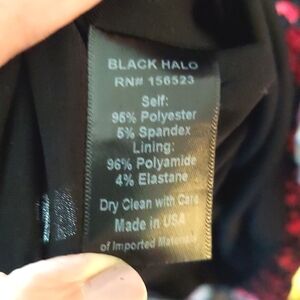 BLACK HALO
RN# 156523
Self:
95% Polyester
5% Spandex
Lining:
96% Polyamide
4% Elastane
Dry Clean with Care
Made in USA
of Imported Materials